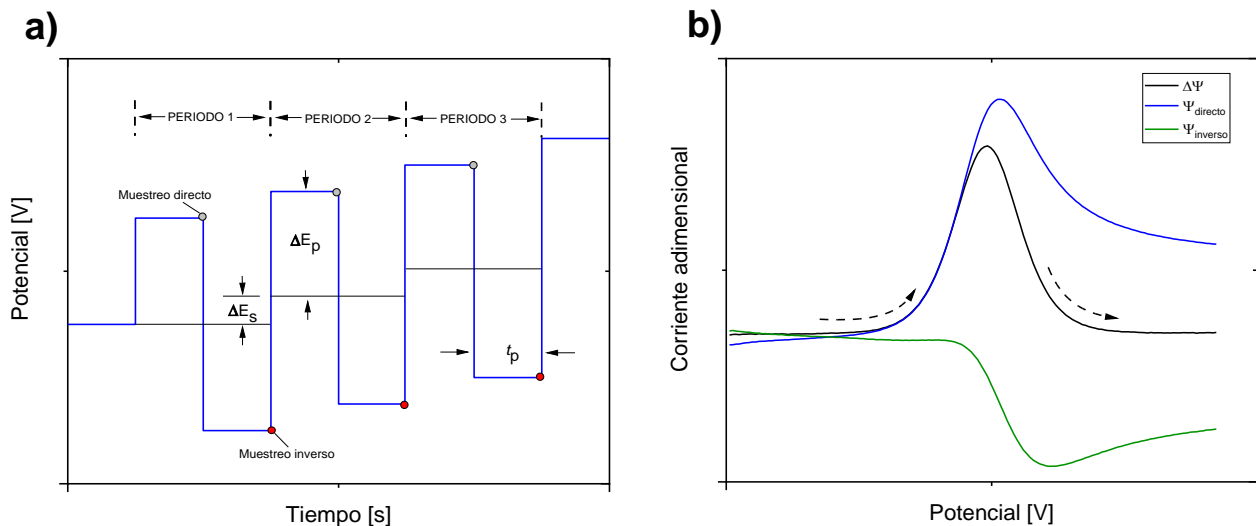 a)
PERIODO 1
PERIODO 2
PERIODO 3
Muestreo directo
ΔEp
ΔEs
tp
Muestreo inverso
Potencial [V]
Tiempo [s]
b)
ΔΨ
Ψdirecto
Ψinverso
Corriente adimensional
Potencial [V]